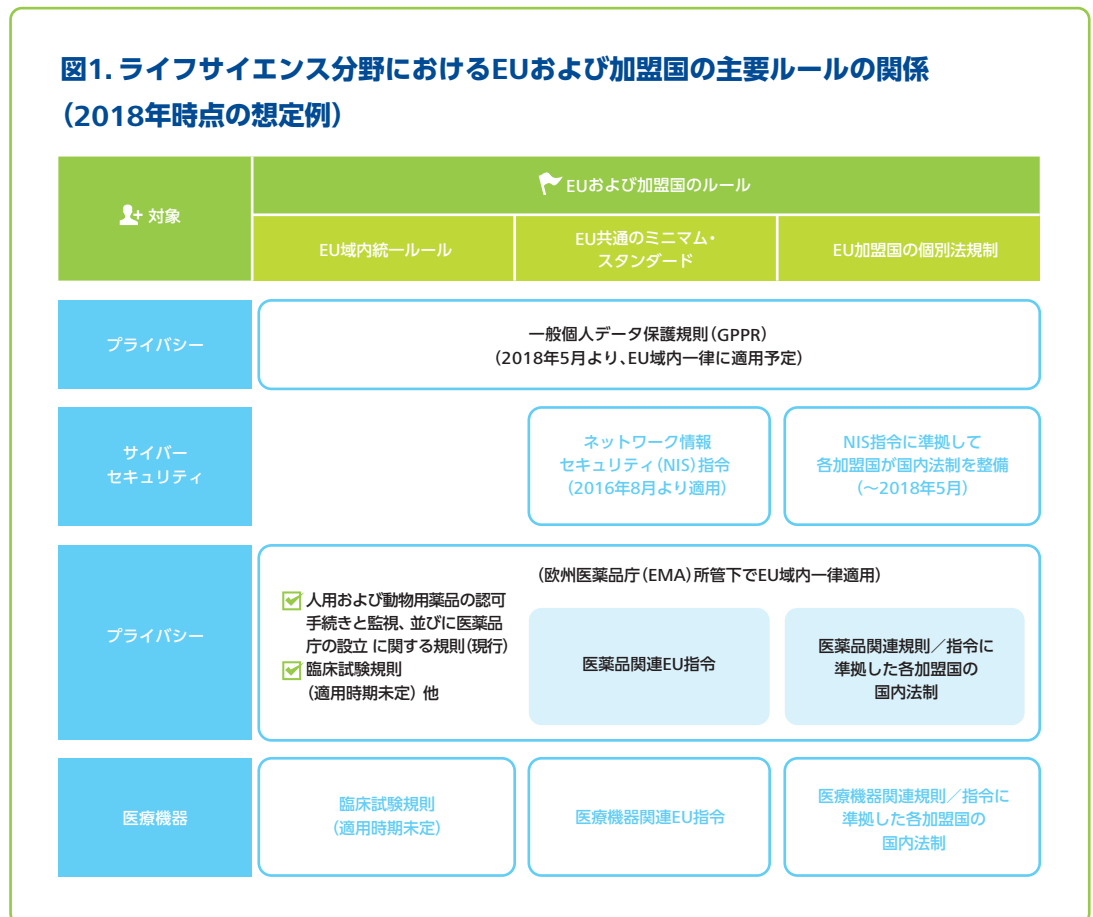 図1. ライフサイエンス分野におけるEUおよび加盟国の主要ルールの関係
（2018年時点の想定例）
対象
EUおよび加盟国のルール
EU域内統一ルール
EU共通のミニマム・
スタンダード
EU加盟国の個別法規制
プライバシー
一般個人データ保護規則（GPPR）
（2018年5月より、EU域内一律に適用予定）
サイバー
セキュリティ
ネットワーク情報
セキュリティ（NIS）指令
（2016年8月より適用）
NIS指令に準拠して
各加盟国が国内法制を整備
（～2018年5月）
プライバシー
（欧州医薬品庁（EMA）所管下でEU域内一律適用）
人用および動物用薬品の認可
手続きと監視、並びに医薬品
庁の設立 に関する規則（現行）
臨床試験規則
（適用時期未定） 他
医薬品関連EU指令
医薬品関連規則／指令に
準拠した各加盟国の
国内法制
医療機器
臨床試験規則
（適用時期未定）
医療機器関連EU指令
医療機器関連規則／指令に
準拠した各加盟国の
国内法制